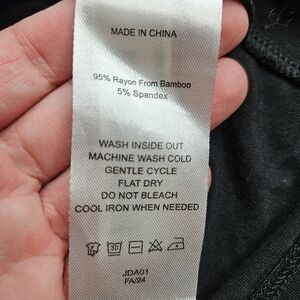 MADE IN CHINA
95% Rayon From Bamboo
5% Spandex
WASH INSIDE OUT
MACHINE WASH COLD
GENTLE CYCLE
FLAT DRY
DO NOT BLEACH
COOL IRON WHEN NEEDED
30
JDA01
FA/24